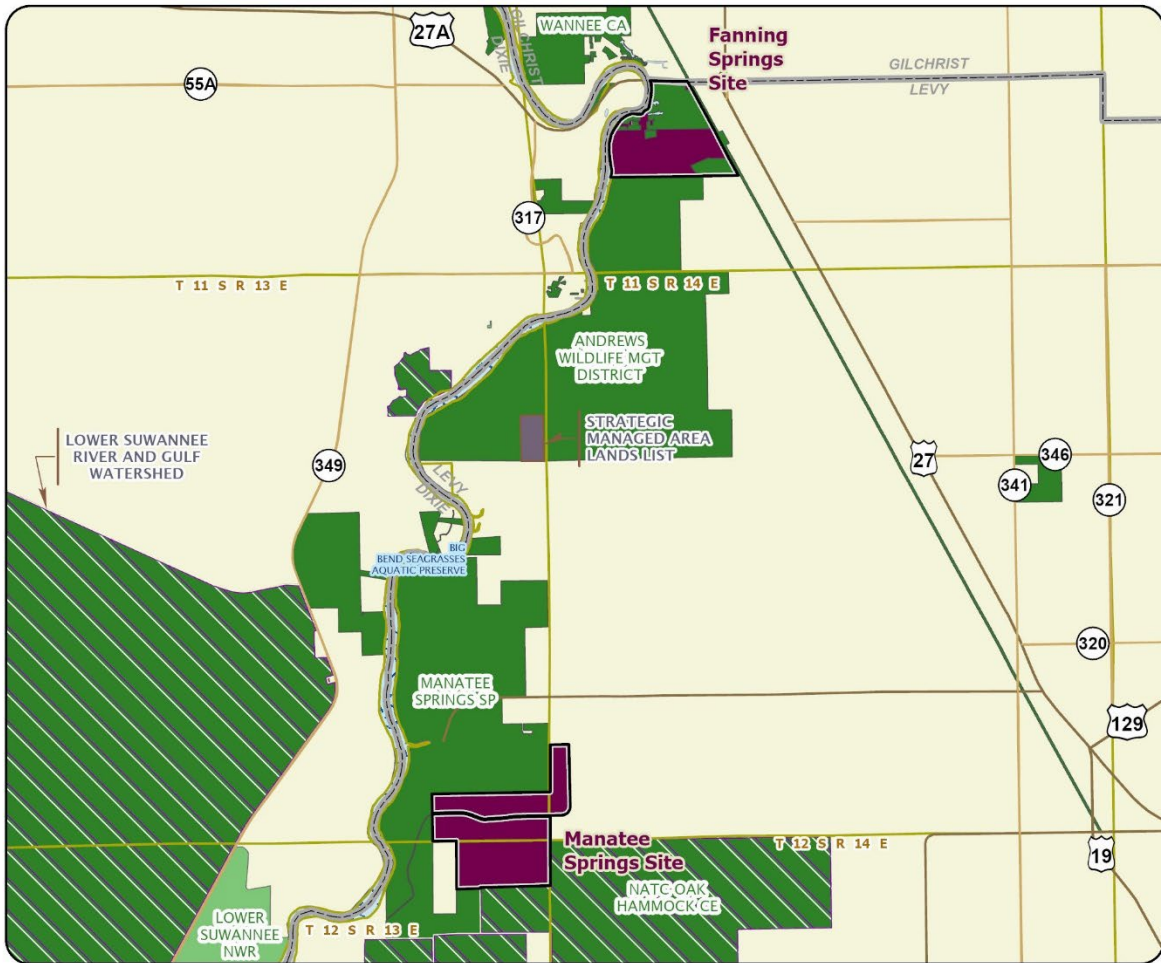 WANNEE CA
27A
GILCHRIST
DIXIE
Fanning
Springs
Site
55A
GILCHRIST
LEVY
317
T 11 S R 13 E
T 11 S R 14 E
ANDREWS
WILDLIFE MGT
DISTRICT
STRATEGIC
MANAGED AREA
LANDS LIST
LOWER SUWANNEE
RIVER AND GULF
WATERSHED
349
27
346
341
321
LEVY
DIXIE
BIG
BEND SEAGRASSES
AQUATIC PRESERVE
320
MANATEE
SPRINGS SP
129
Manatee
Springs Site
T 12 S R 14 E
19
NATC OAK
HAMMOCK CE
LOWER
SUWANNEE
NWR
T 12 S R 13 E